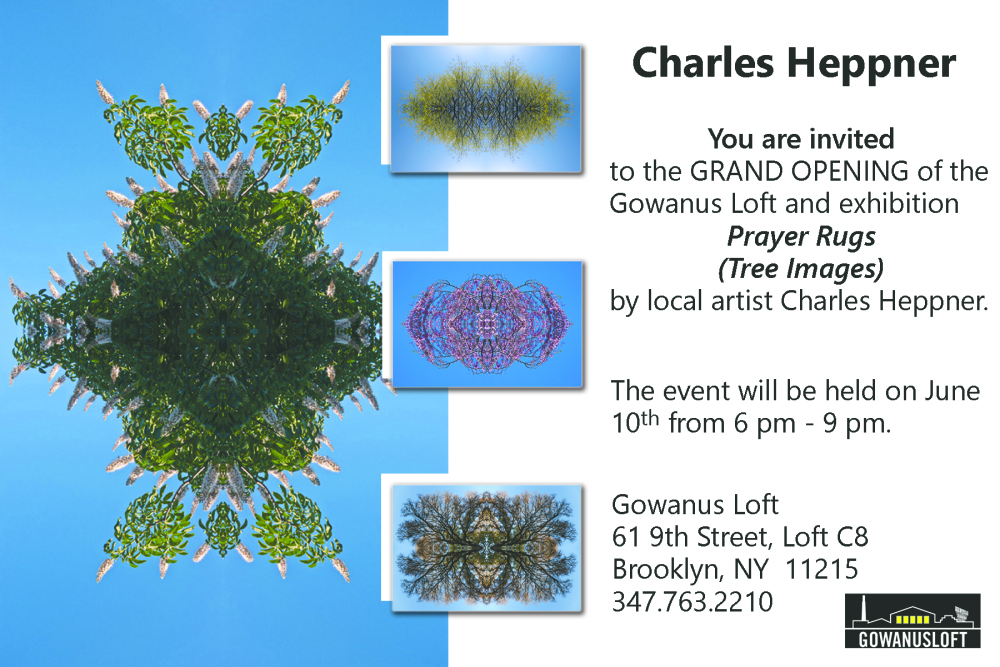 Charles Heppner
You are invited
to the GRAND OPENING of the
Gowanus Loft and exhibition
Prayer Rugs
(Tree Images)
by local artist Charles Heppner.
The event will be held on June
10th from 6 pm - 9 pm.
Gowanus Loft
61 9th Street, Loft C8
Brooklyn, NY 11215
347.763.2210
GOWANUSLOFT